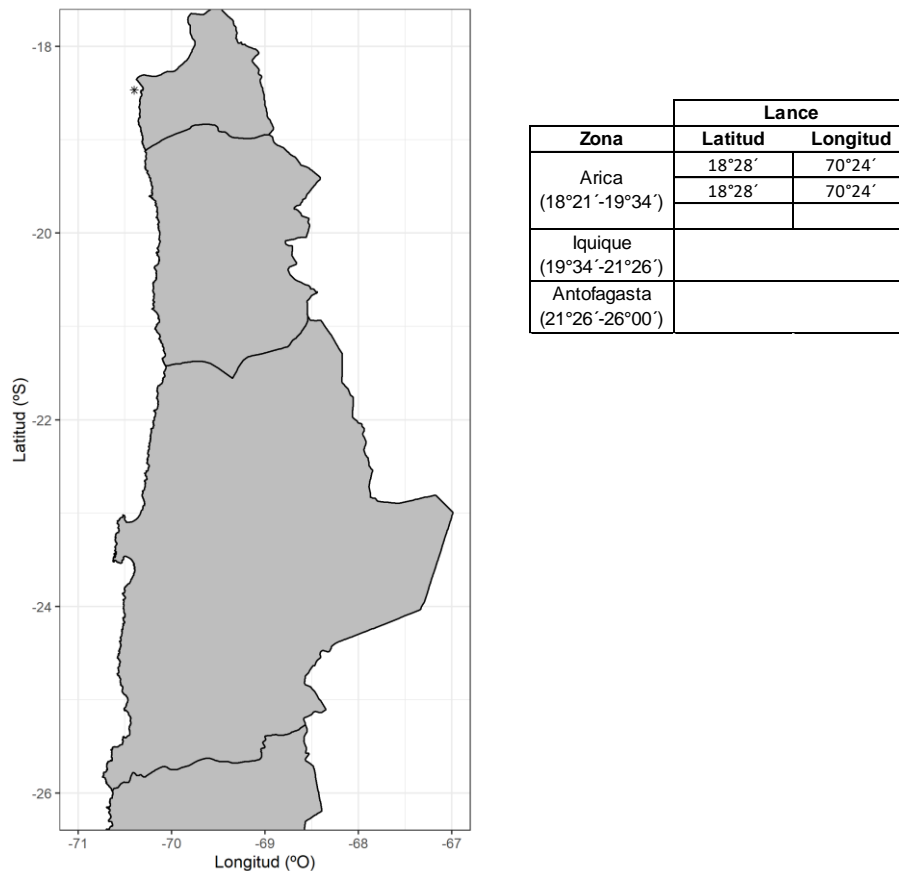 -18
-20
-22
-24
-26
Latitud (ºS)
-71 -70 -69 -68 -67
Longitud (ºO)
Lance
Zona Latitud Longitud
Arica
(18°21´-19°34´)
18°28´ 70°24´
18°28´ 70°24´
Iquique
(19°34´-21°26´)
Antofagasta
(21°26´-26°00´)